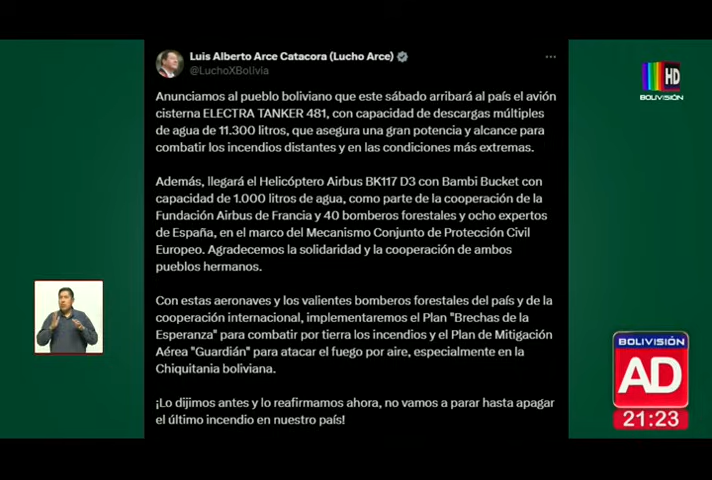 Luis Alberto Arce Catacora (Lucho Arce)
@LuchoXBolivia
Anunciamos al pueblo boliviano que este sábado arribará al país el avión
cisterna ELECTRA TANKER 481, con capacidad de descargas múltiples
de agua de 11.300 litros, que asegura una gran potencia y alcance para
combatir los incendios distantes y en las condiciones más extremas.
Además, llegará el Helicóptero Airbus BK117 D3 con Bambi Bucket con
capacidad de 1.000 litros de agua, como parte de la cooperación de la
Fundación Airbus de Francia y 40 bomberos forestales y ocho expertos
de España, en el marco del Mecanismo Conjunto de Protección Civil
Europeo. Agradecemos la solidaridad y la cooperación de ambos
pueblos hermanos.
Con estas aeronaves y los valientes bomberos forestales del país y de la
cooperación internacional, implementaremos el Plan "Brechas de la
Esperanza" para combatir por tierra los incendios y el Plan de Mitigación
Aérea "Guardián" para atacar el fuego por aire, especialmente en la
Chiquitania boliviana.
¡Lo dijimos antes y lo reafirmamos ahora, no vamos a parar hasta apagar
el último incendio en nuestro país!
HD
BOLIVISIÓN
BOLIVISIÓN
AD
21:23